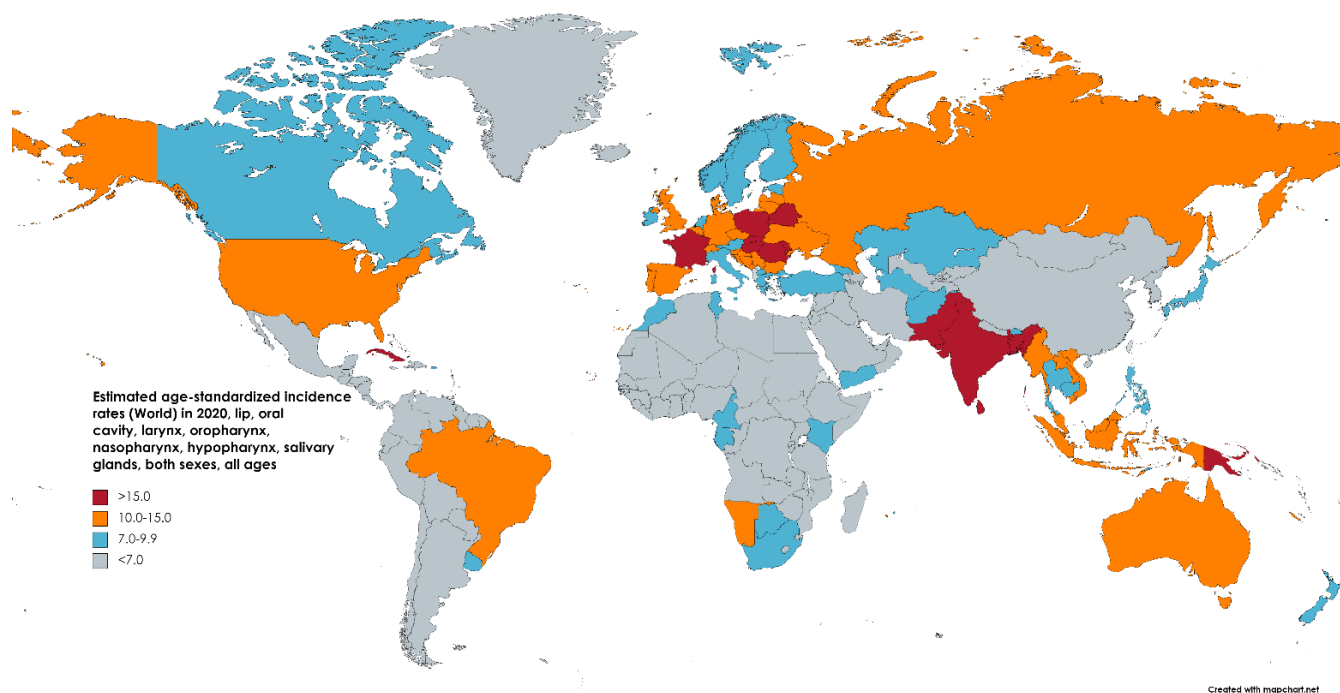 Estimated age-standardized incidence
rates (World) in 2020, lip, oral
cavity, larynx, oropharynx,
nasopharynx, hypopharynx, salivary
glands, both sexes, all ages
>15.0
10.0-15.0
7.0-9.9
<7.0
Created with mapchart.net